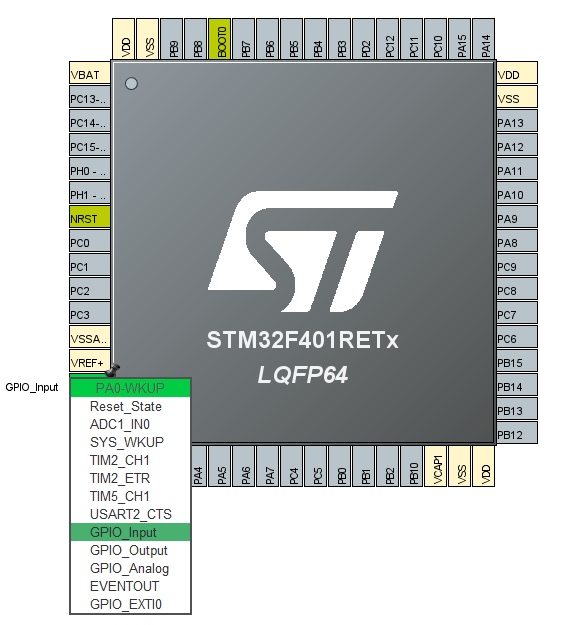 VDD
VSS
PB9
PB8
BOOT0
PB7
PB6
PB5
PB4
PB3
PD2
PC12
PC11
PC10
PA15
PA14
VBAT
PC13-..
PC14-..
PC15-..
PH0 - ..
PH1 - ..
NRST
PC0
PC1
PC2
PC3
VSSA..
VREF+
VDD
VSS
PA13
PA12
PA11
PA10
PA9
PA8
PC9
PC8
PC7
PC6
PB15
PB14
PB13
PB12
STM32F401RETx
LQFP64
GPIO_Input
PA0-WKUP
Reset_State
ADC1_IN0
SYS_WKUP
TIM2_CH1
TIM2_ETR
TIM5_CH1
USART2_CTS
GPIO_Input
GPIO_Output
GPIO_Analog
EVENTOUT
GPIO_EXTI0
PA4
PA5
PA6
PA7
PC4
PC5
PB0
PB1
PB2
PB10
VCAP1
VSS
VDD